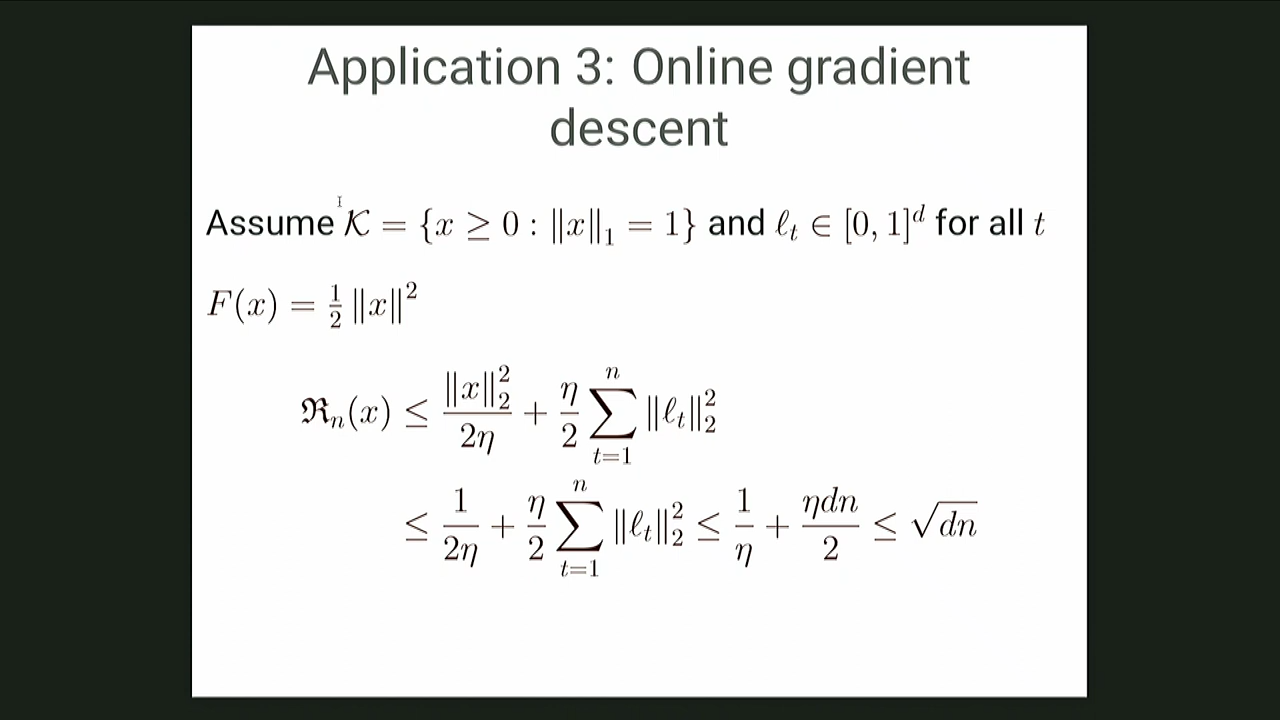 Application 3: Online gradient
descent
Assume 𝒦 = {x ≥ 0 : ‖x‖₁ = 1} and ℓₜ ∈ [0, 1]ᵈ for all t
F(x) = ½ ‖x‖²
ℜₙ(x) ≤ ‖x‖₂² / 2η + η/2 ∑ₜ₌₁ⁿ ‖ℓₜ‖₂²
≤ 1/2η + η/2 ∑ₜ₌₁ⁿ ‖ℓₜ‖₂² ≤ 1/η + ηdn/2 ≤ √dn